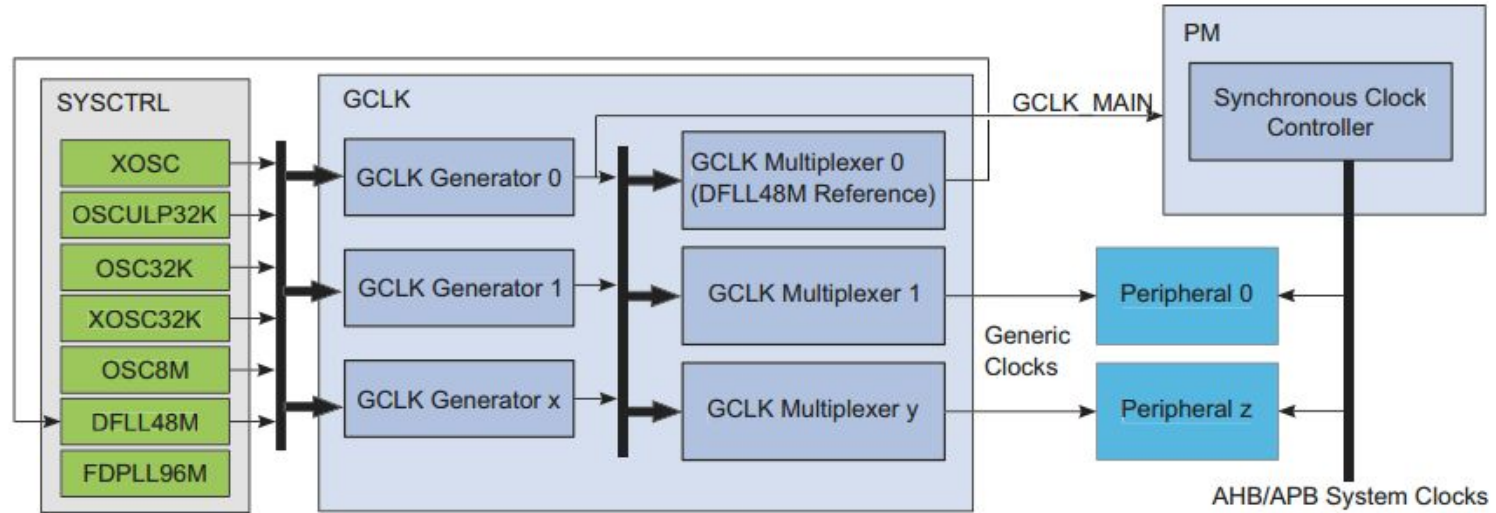 PM
SYSCTRL
GCLK
GCLK_MAIN
Synchronous Clock
Controller
XOSC
OSCULP32K
OSC32K
XOSC32K
OSC8M
DFLL48M
FDPLL96M
GCLK Generator 0
GCLK Generator 1
GCLK Generator x
GCLK Multiplexer 0
(DFLL48M Reference)
GCLK Multiplexer 1
GCLK Multiplexer y
Generic
Clocks
Peripheral 0
Peripheral z
AHB/APB System Clocks